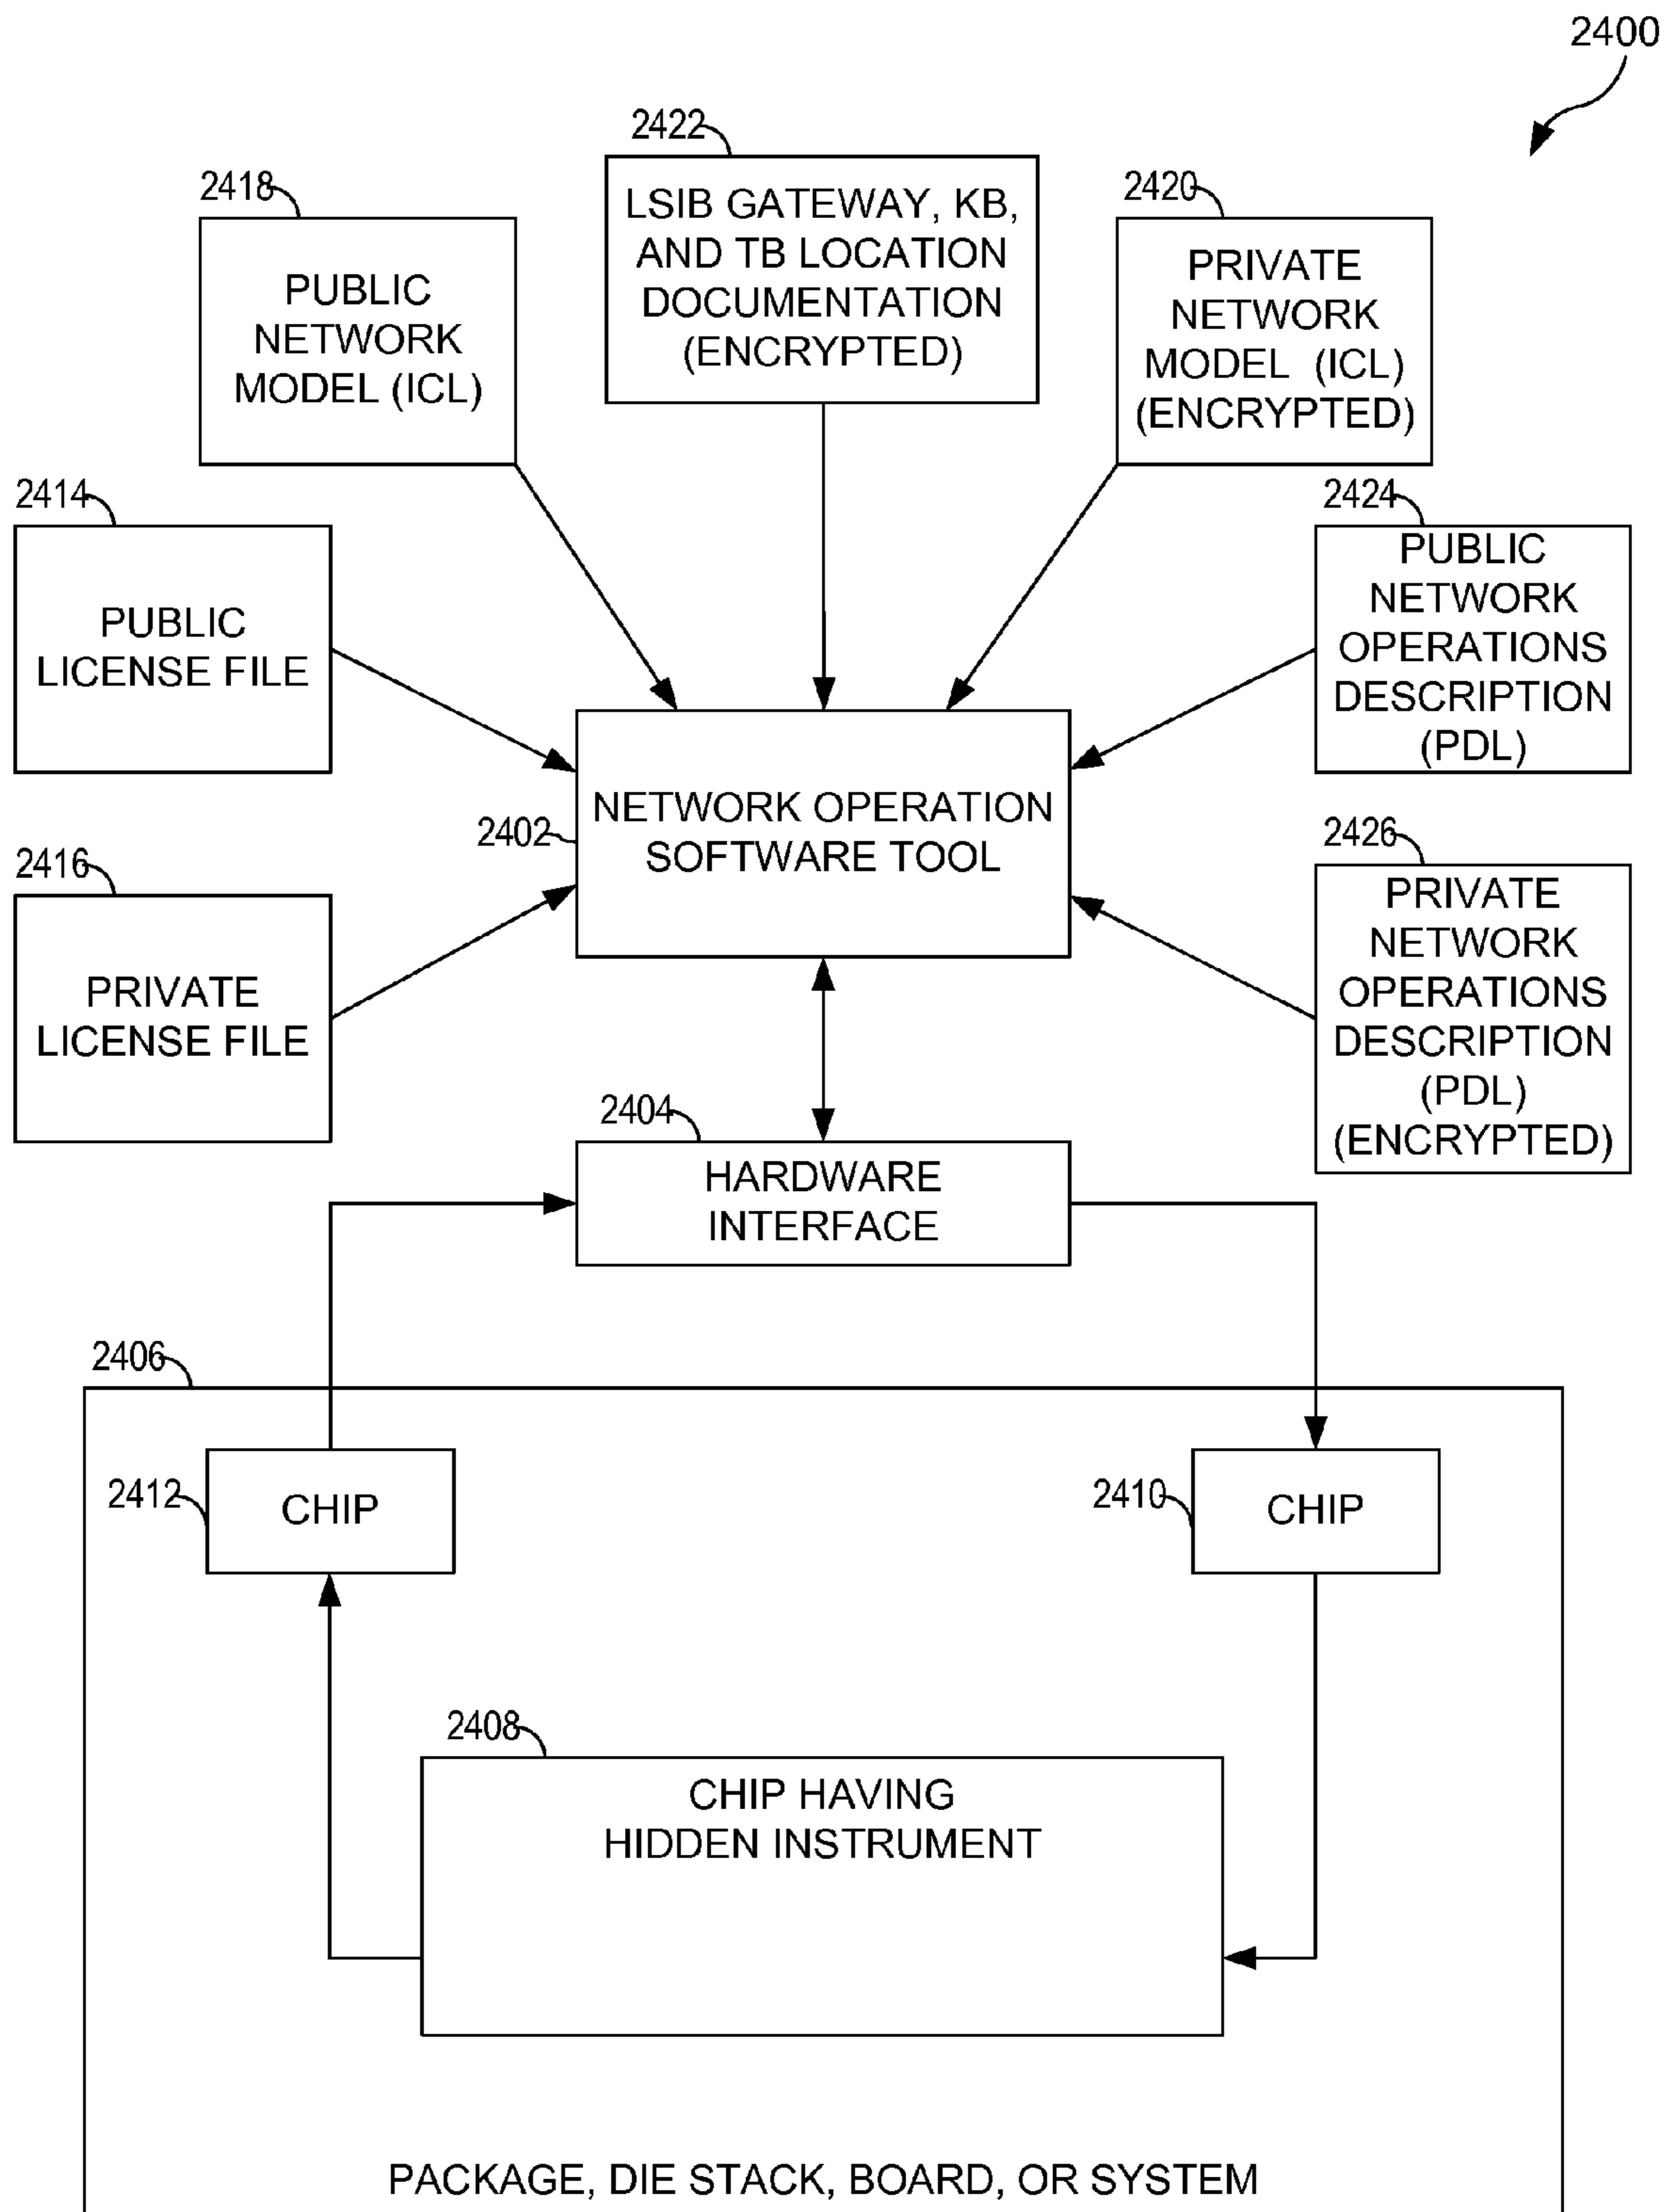 2400
2422
LSIB GATEWAY, KB,
AND TB LOCATION
DOCUMENTATION
(ENCRYPTED)
2418
PUBLIC
NETWORK
MODEL (ICL)
2420
PRIVATE
NETWORK
MODEL (ICL)
(ENCRYPTED)
2414
PUBLIC
LICENSE FILE
2424
PUBLIC
NETWORK
OPERATIONS
DESCRIPTION
(PDL)
2402
NETWORK OPERATION
SOFTWARE TOOL
2416
PRIVATE
LICENSE FILE
2426
PRIVATE
NETWORK
OPERATIONS
DESCRIPTION
(PDL)
(ENCRYPTED)
2404
HARDWARE
INTERFACE
2406
2412
CHIP
2410
CHIP
2408
CHIP HAVING
HIDDEN INSTRUMENT
PACKAGE, DIE STACK, BOARD, OR SYSTEM